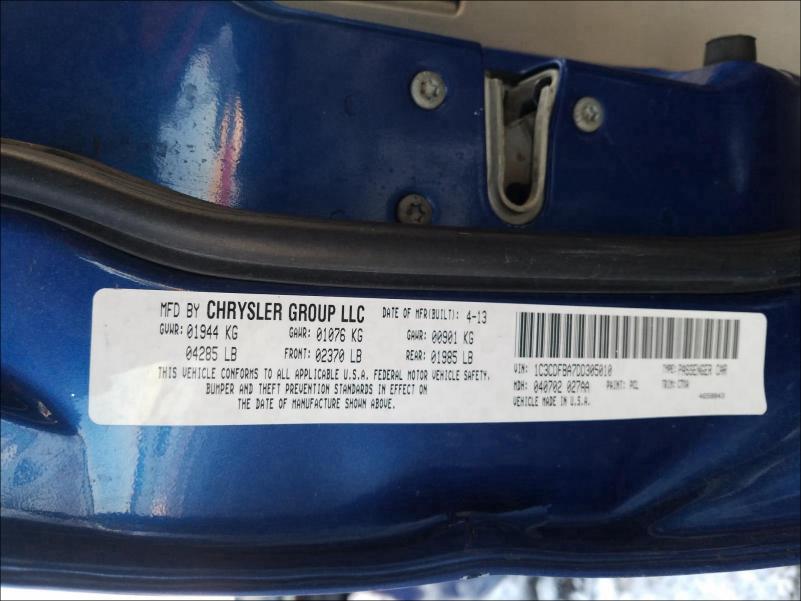 MFD BY CHRYSLER GROUP LLC DATE OF MFR(BUILT): 4-13
GVWR: 01944 KG GAWR: 01076 KG GAWR: 00901 KG
04285 LB FRONT: 02370 LB REAR: 01985 LB
THIS VEHICLE CONFORMS TO ALL APPLICABLE U.S.A. FEDERAL MOTOR VEHICLE SAFETY,
BUMPER AND THEFT PREVENTION STANDARDS IN EFFECT ON
THE DATE OF MANUFACTURE SHOWN ABOVE.
VIN: 1C3CDFBA7DD305010 TYPE: PASSENGER CAR
MDH: 040702 027AA PAINT: PCL TRIM:
VEHICLE MADE IN U.S.A.